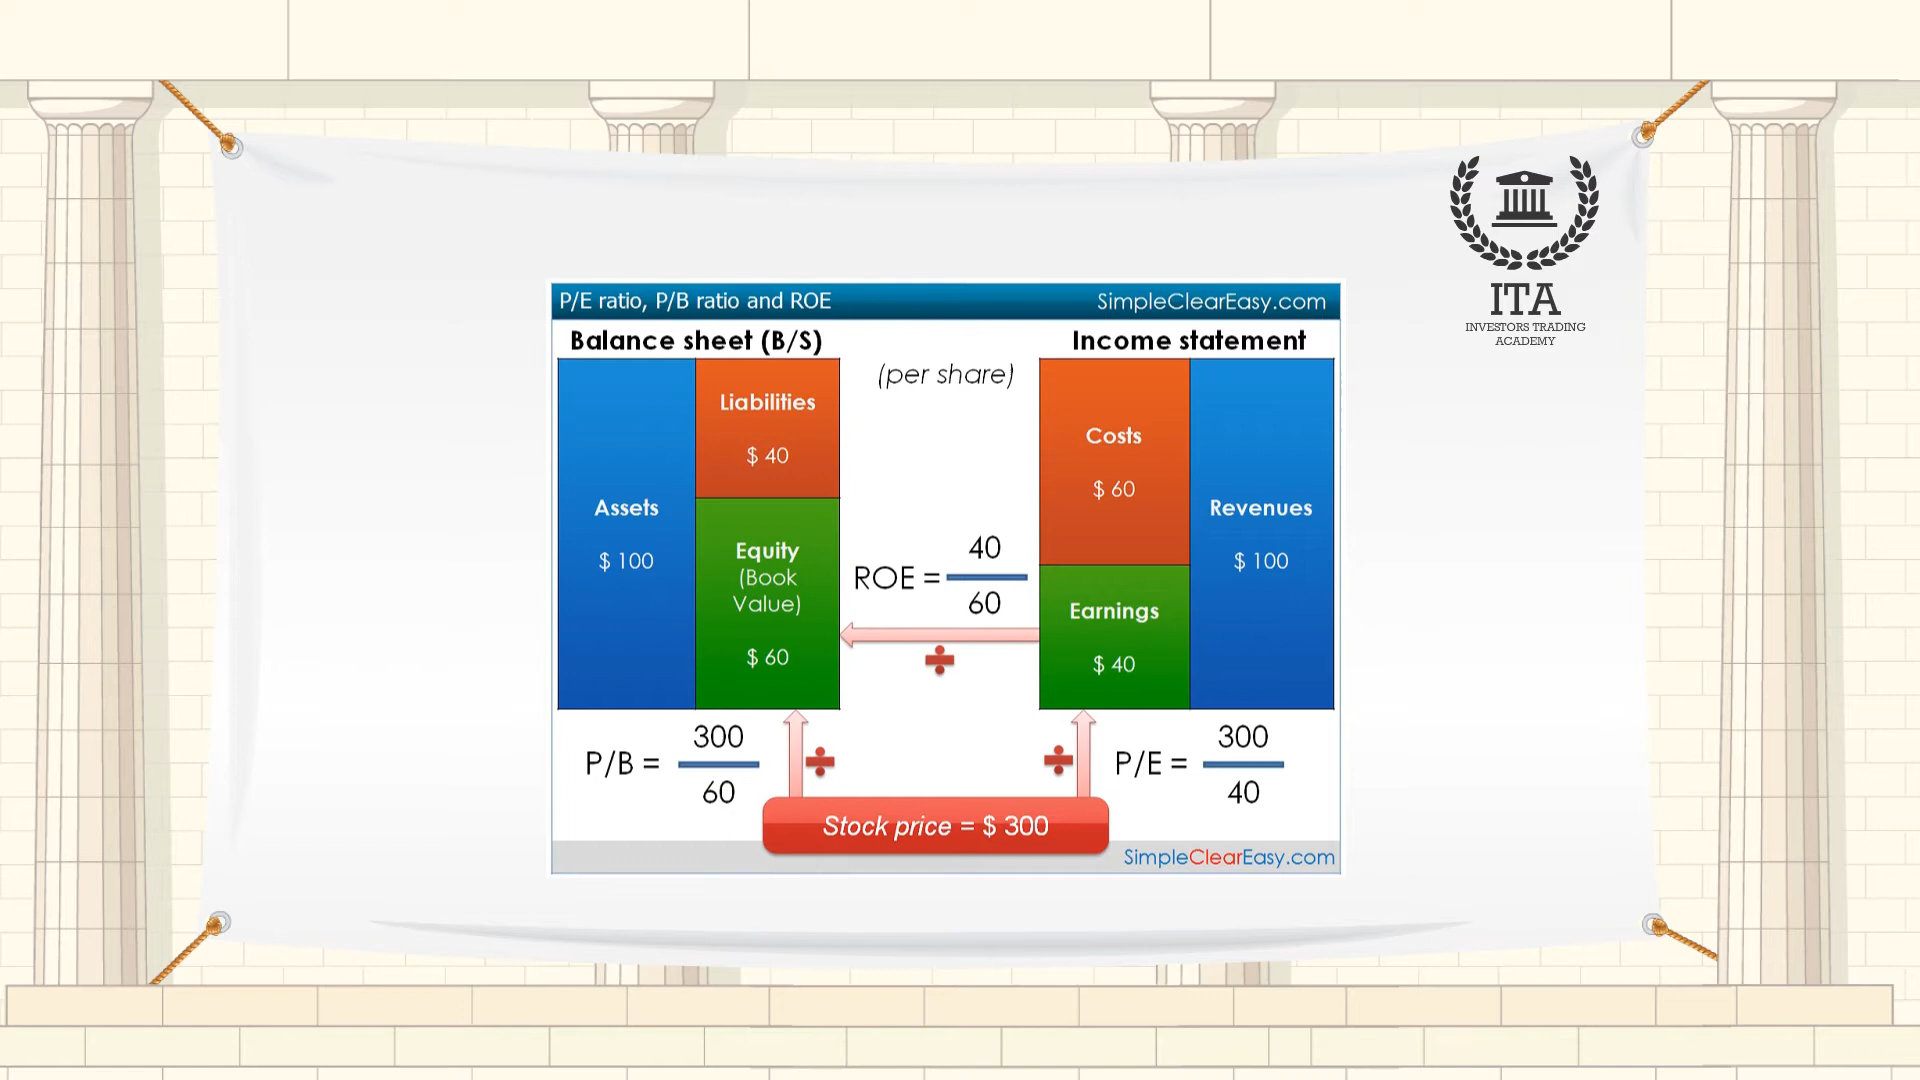 ITA
INVESTORS TRADING
ACADEMY
P/E ratio, P/B ratio and ROE
SimpleClearEasy.com
Balance sheet (B/S)
(per share)
Income statement
Assets
$ 100
Liabilities
$ 40
Equity
(Book
Value)
$ 60
ROE =
40
60
÷
Costs
$ 60
Earnings
$ 40
Revenues
$ 100
P/B =
300
60
÷
÷
P/E =
300
40
Stock price = $ 300
SimpleClearEasy.com